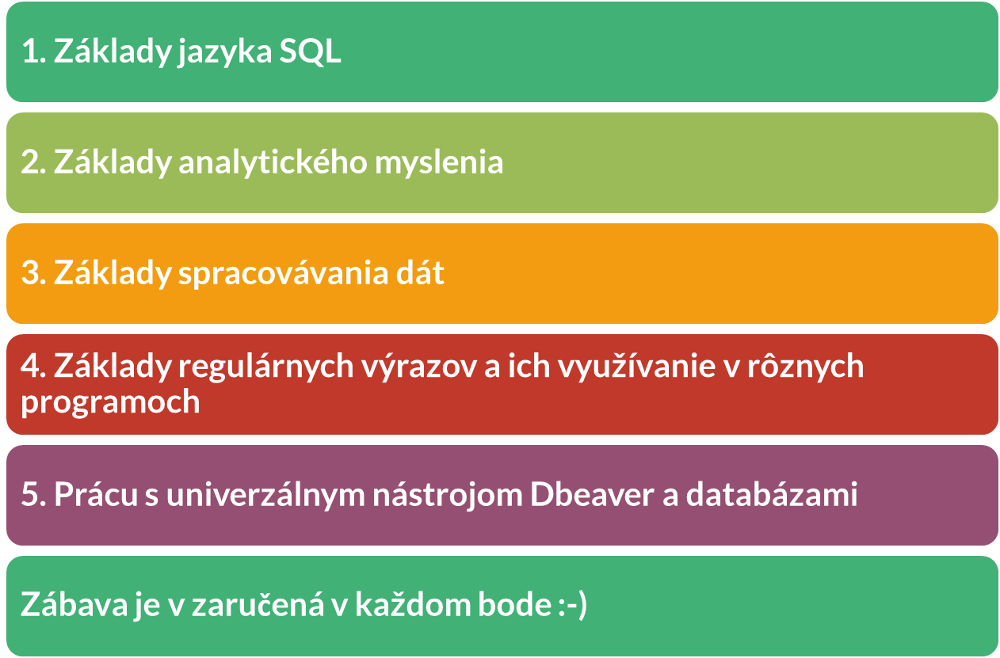 1. Základy jazyka SQL
2. Základy analytického myslenia
3. Základy spracovávania dát
4. Základy regulárnych výrazov a ich využívanie v rôznych
programoch
5. Prácu s univerzálnym nástrojom Dbeaver a databázami
Zábava je v zaručená v každom bode :-)